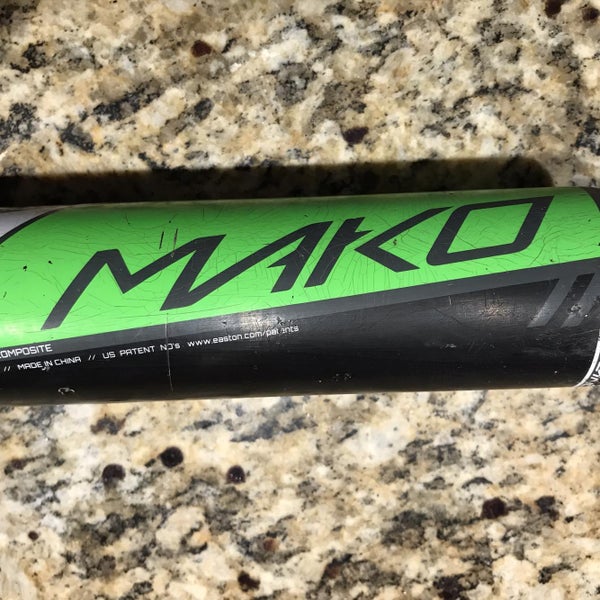 MAKO
COMPOSITE
// MADE IN CHINA // US PATENT NO's www.easton.com/patents